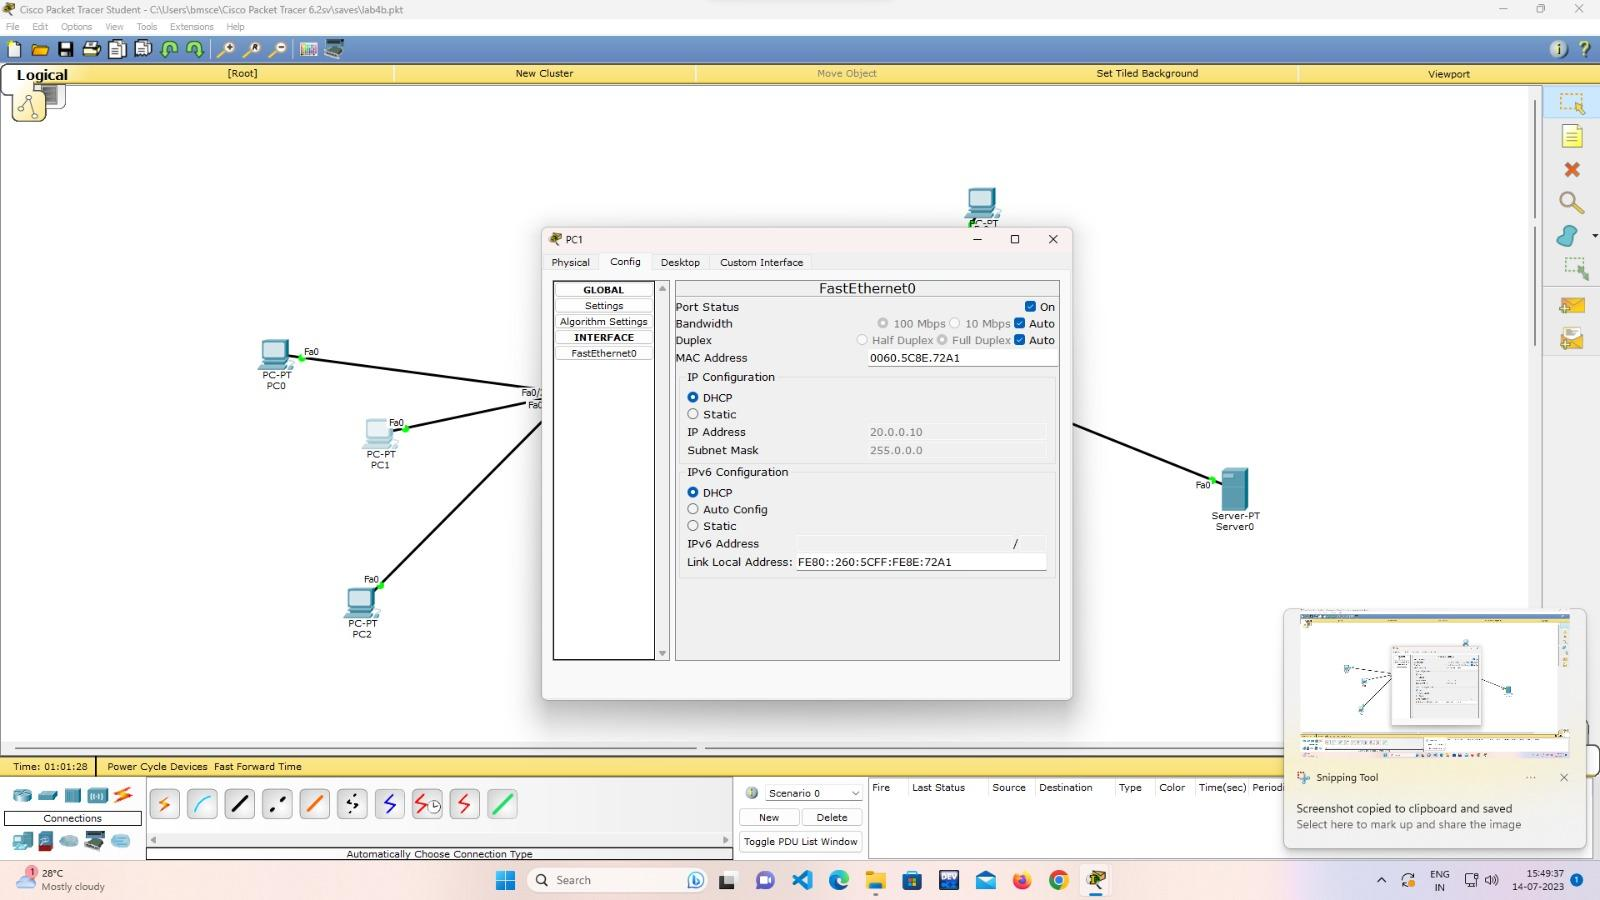 Cisco Packet Tracer Student - C:\Users\bmsce\Cisco Packet Tracer 6.2sv\saves\lab4b.pkt
File Edit Options View Tools Extensions Help
Logical [Root] New Cluster Move Object Set Tiled Background Viewport
PC-PT
PC1
Physical Config Desktop Custom Interface
GLOBAL
Settings
Algorithm Settings
INTERFACE
FastEthernet0
FastEthernet0
Port Status On
Bandwidth 100 Mbps 10 Mbps Auto
Duplex Half Duplex Full Duplex Auto
MAC Address 0060.5C8E.72A1
IP Configuration
DHCP
Static
IP Address 20.0.0.10
Subnet Mask 255.0.0.0
IPv6 Configuration
DHCP
Auto Config
Static
IPv6 Address /
Link Local Address: FE80::260:5CFF:FE8E:72A1
Fa0
PC-PT
PC0
Fa0/
Fa0
Fa0
PC-PT
PC1
Fa0
PC-PT
PC2
Fa0
Server-PT
Server0
Snipping Tool
Screenshot copied to clipboard and saved
Select here to mark up and share the image
Time: 01:01:28 Power Cycle Devices Fast Forward Time
Connections
Automatically Choose Connection Type
Scenario 0
New Delete
Toggle PDU List Window
Fire Last Status Source Destination Type Color Time(sec) Periodi
1
28°C
Mostly cloudy
Search
DEV
ENG
IN
15:49:37
14-07-2023
1